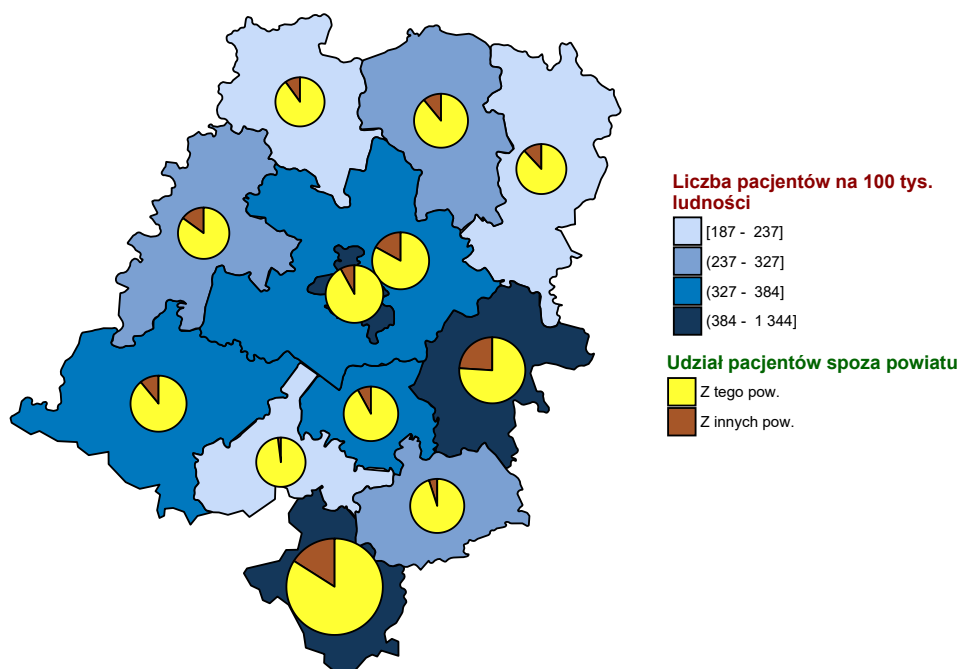 Liczba pacjentów na 100 tys.
ludności
[187 - 237]
(237 - 327]
(327 - 384]
(384 - 1 344]
Udział pacjentów spoza powiatu
Z tego pow.
Z innych pow.